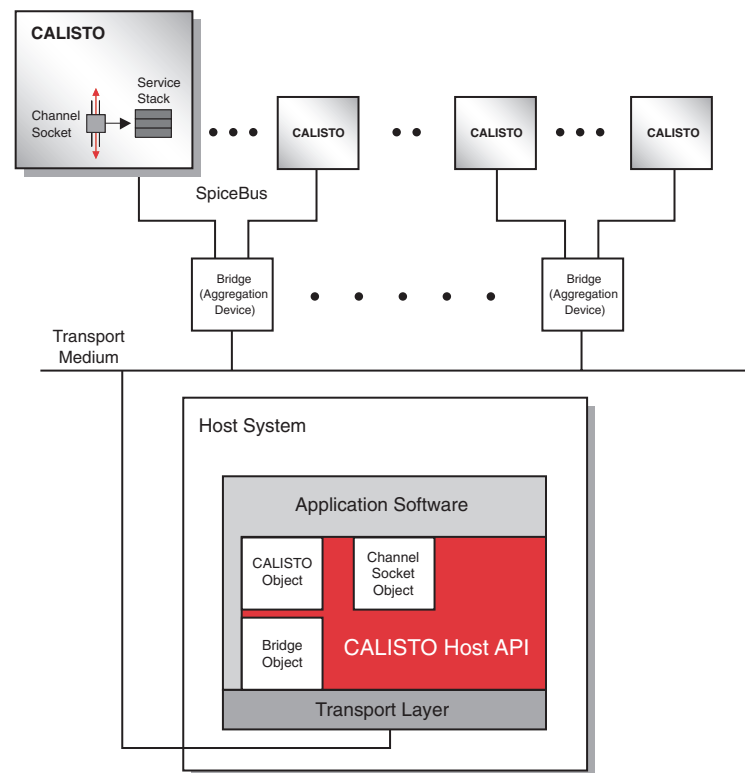 CALISTO
Service
Stack
Channel
Socket
CALISTO
CALISTO
CALISTO
SpiceBus
Bridge
(Aggregation
Device)
Bridge
(Aggregation
Device)
Transport
Medium
Host System
Application Software
CALISTO
Object
Channel
Socket
Object
Bridge
Object
CALISTO Host API
Transport Layer